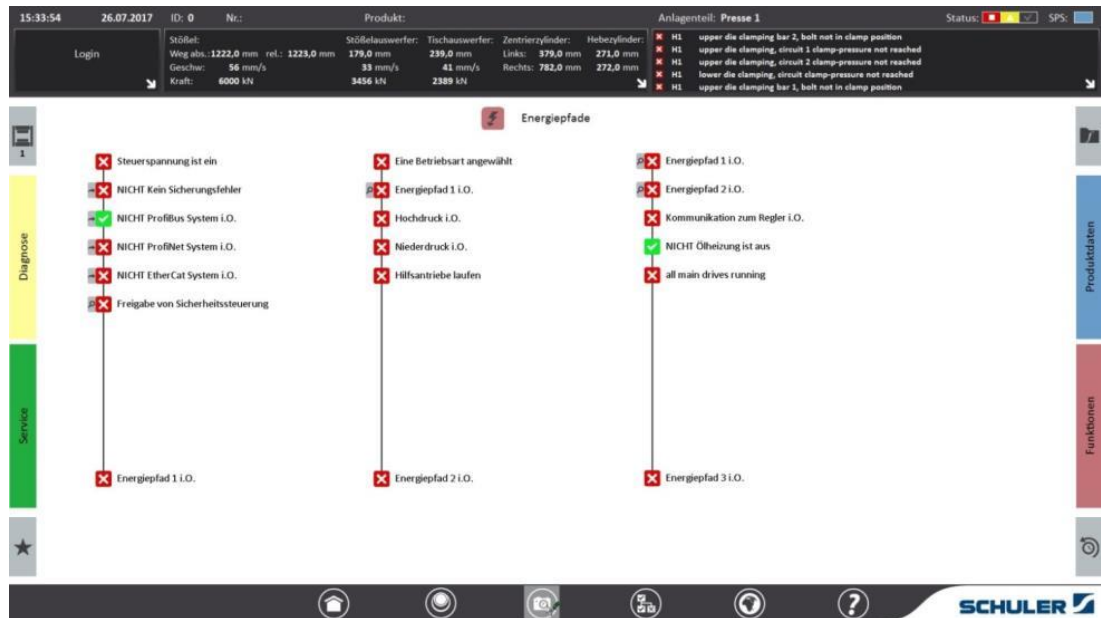 15:33:54 26.07.2017 ID: 0 Nr.: Produkt: Anlagenteil: Presse 1 Status: SPS:
Login
Stößel:
Weg abs.: 1222,0 mm rel.: 1223,0 mm
Geschw: 56 mm/s
Kraft: 6000 kN
Stößelauswerfer:
179,0 mm
33 mm/s
3456 kN
Tischauswerfer:
239,0 mm
41 mm/s
2389 kN
Zentrierzylinder:
Links: 379,0 mm
Rechts: 782,0 mm
Hebezylinder:
271,0 mm
272,0 mm
H1 upper die clamping bar 2, bolt not in clamp position
H1 upper die clamping, circuit 1 clamp-pressure not reached
H1 upper die clamping, circuit 2 clamp-pressure not reached
H1 lower die clamping, circuit clamp-pressure not reached
H1 upper die clamping bar 1, bolt not in clamp position
Energiepfade
1
Diagnose
Service
Steuerspannung ist ein
NICHT Kein Sicherungsfehler
NICHT ProfiBus System i.O.
NICHT ProfiNet System i.O.
NICHT EtherCat System i.O.
Freigabe von Sicherheitssteuerung
Energiepfad 1 i.O.
Eine Betriebsart angewählt
Energiepfad 1 i.O.
Hochdruck i.O.
Niederdruck i.O.
Hilfsantriebe laufen
Energiepfad 2 i.O.
Energiepfad 1 i.O.
Energiepfad 2 i.O.
Kommunikation zum Regler i.O.
NICHT Ölheizung ist aus
all main drives running
Energiepfad 3 i.O.
Produktdaten
Funktionen
SCHULER